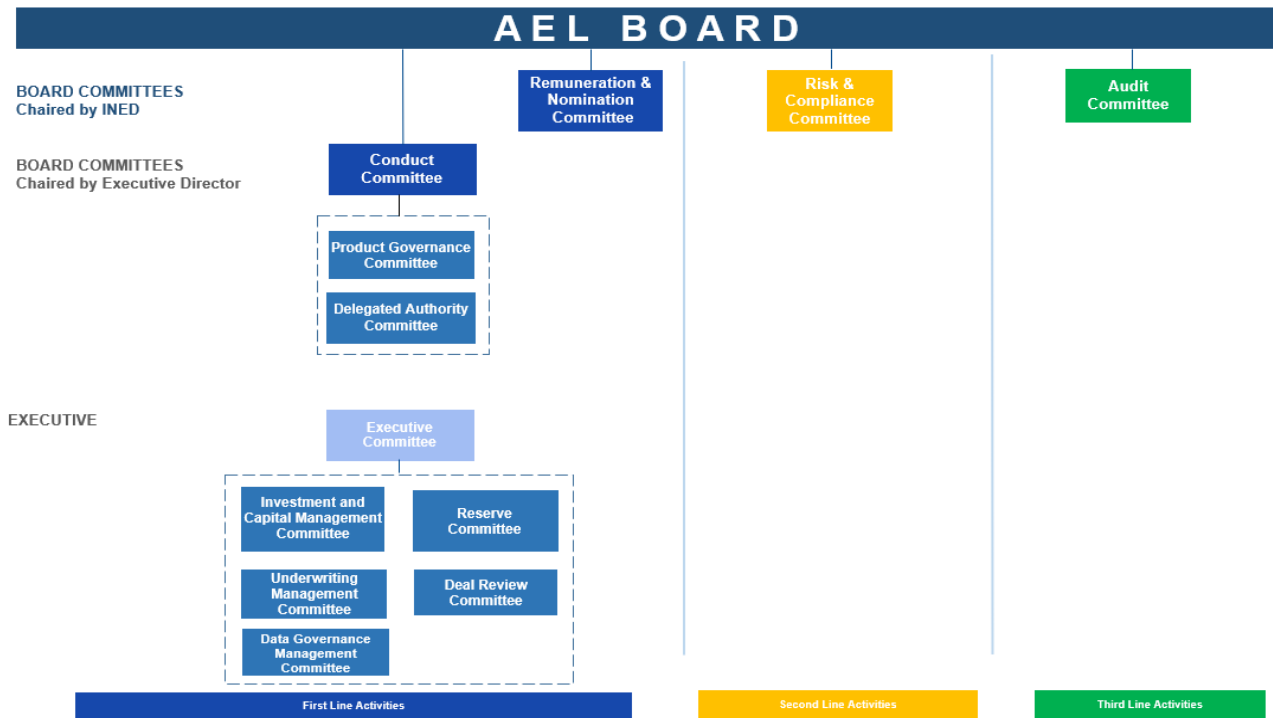 AEL BOARD
BOARD COMMITTEES
Chaired by INED
Remuneration &
Nomination
Committee
Risk &
Compliance
Committee
Audit
Committee
BOARD COMMITTEES
Chaired by Executive Director
Conduct
Committee
Product Governance
Committee
Delegated Authority
Committee
EXECUTIVE
Executive
Committee
Investment and
Capital Management
Committee
Reserve
Committee
Underwriting
Management
Committee
Deal Review
Committee
Data Governance
Management
Committee
First Line Activities
Second Line Activities
Third Line Activities